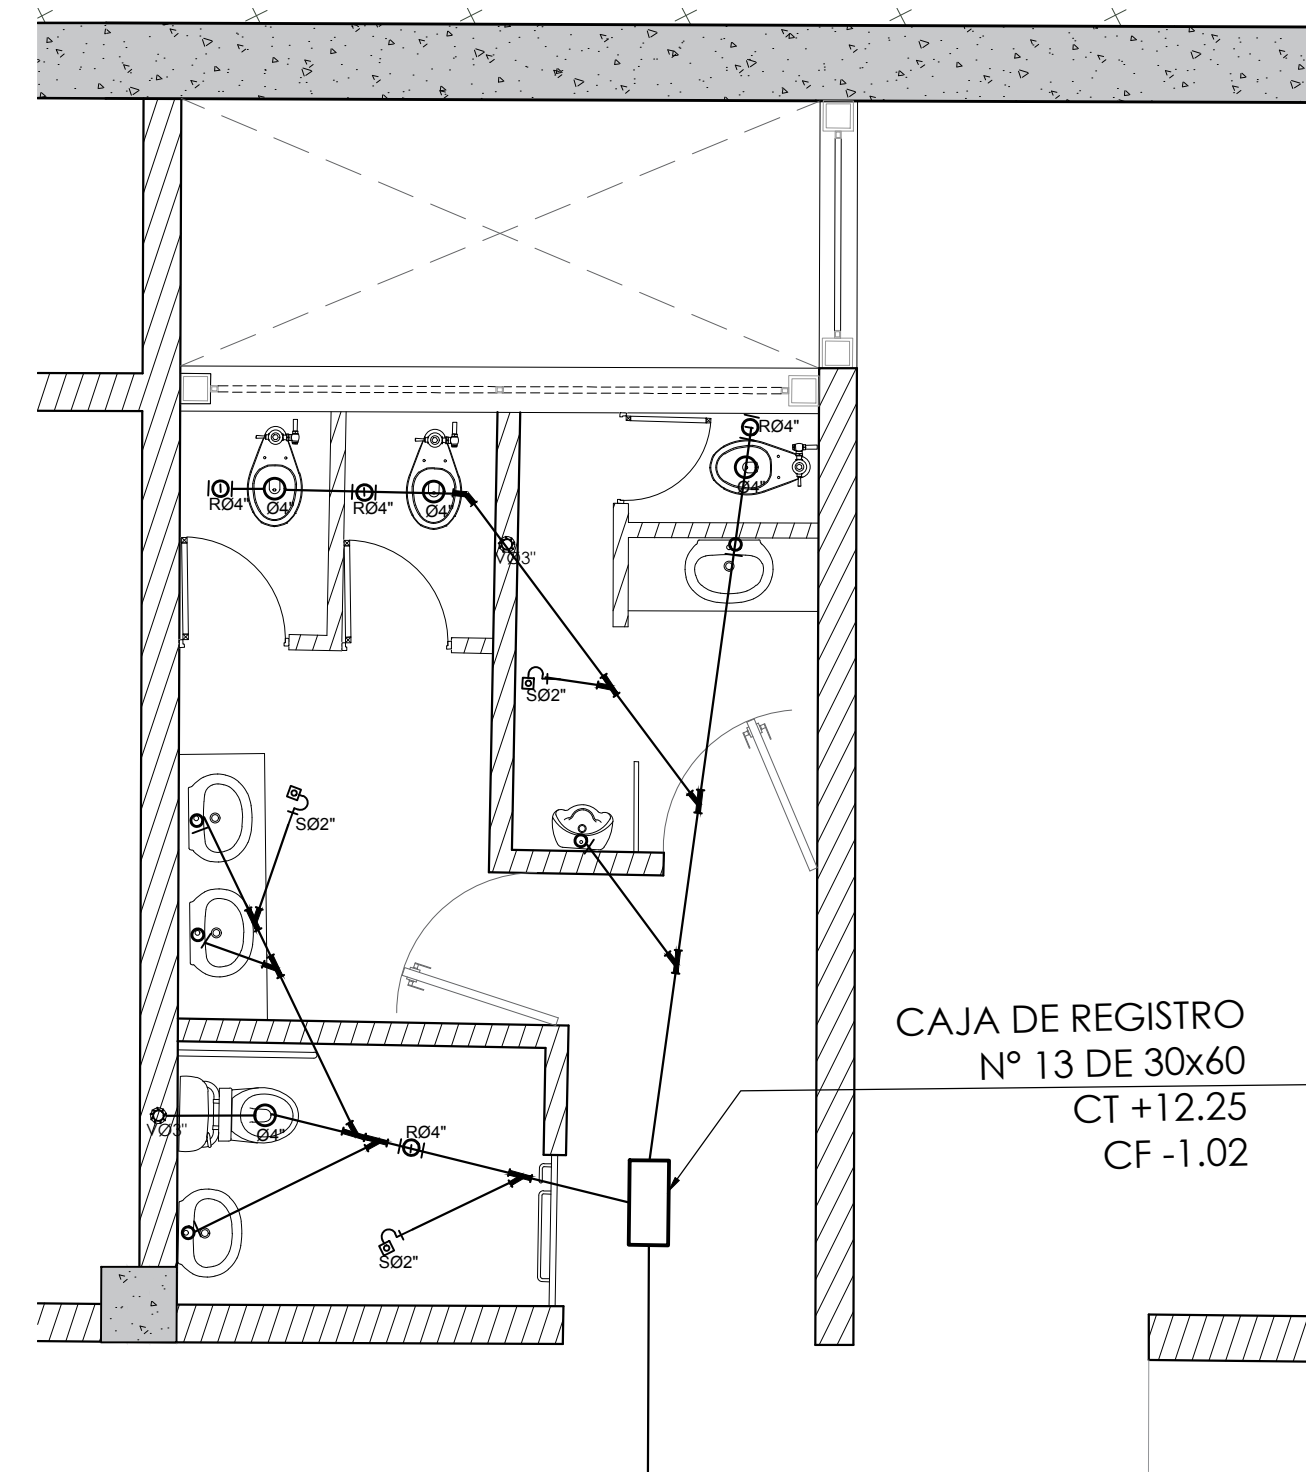 RØ4"
RØ4"
Ø4"
RØ4"
Ø4"
Ø4"
VØ3"
SØ2"
SØ2"
CAJA DE REGISTRO
N° 13 DE 30x60
CT +12.25
CF -1.02
VØ3"
Ø4"
RØ4"
SØ2"